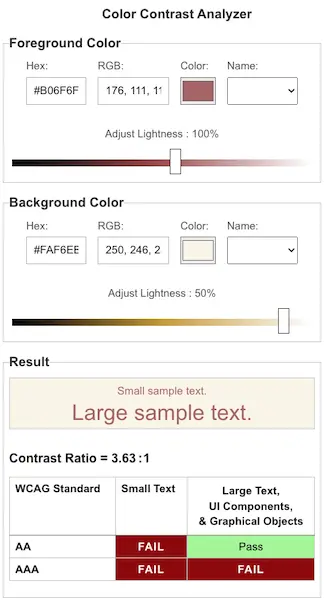 Color Contrast Analyzer
Foreground Color
Hex: RGB: Color: Name:
#B06F6F 176, 111, 11
Adjust Lightness : 100%
Background Color
Hex: RGB: Color: Name:
#FAF6EE 250, 246, 2
Adjust Lightness : 50%
Result
Small sample text.
Large sample text.
Contrast Ratio = 3.63:1
WCAG Standard Small Text Large Text,
UI Components,
& Graphical Objects
AA FAIL Pass
AAA FAIL FAIL